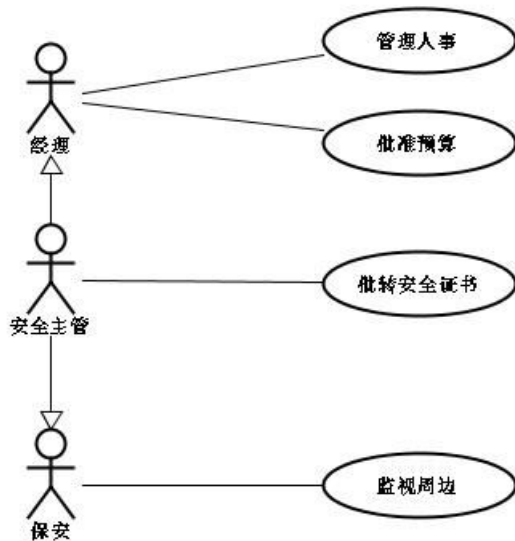 管理人事
经理
批准预算
安全主管
批转安全证书
保安
监视周边